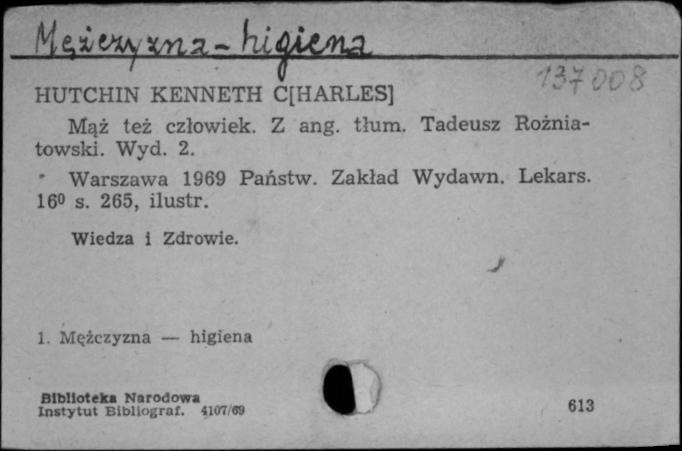 Mężczyzna - higiena
137008
HUTCHIN KENNETH C[HARLES]
Mąż też człowiek. Z ang. tłum. Tadeusz Rożnia-
towski. Wyd. 2.
Warszawa 1969 Państw. Zakład Wydawn. Lekars.
16⁰ s. 265, ilustr.
Wiedza i Zdrowie.
1. Mężczyzna — higiena
Biblioteka Narodowa
Instytut Bibliograf. 4107/69
613